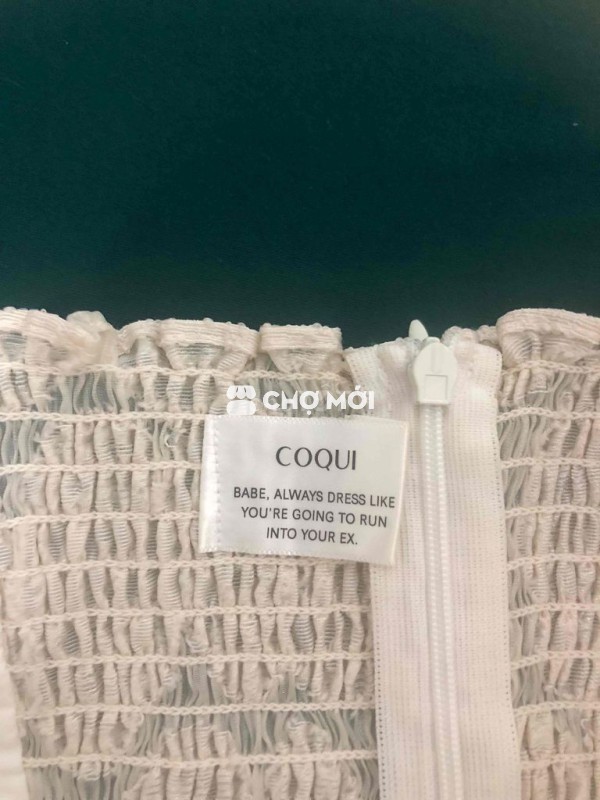 CHỢ MỚI
COQUI
BABE, ALWAYS DRESS LIKE
YOU'RE GOING TO RUN
INTO YOUR EX.